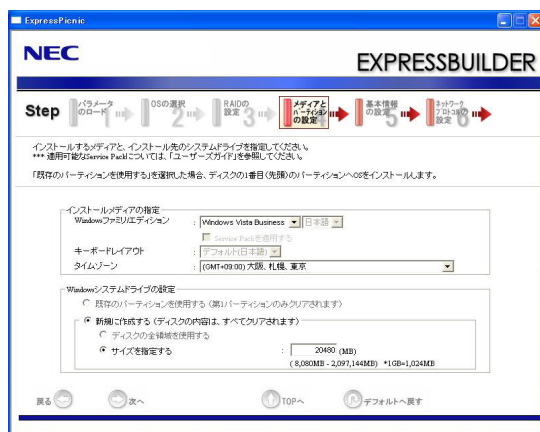 ExpressPicnic
NEC
EXPRESSBUILDER
Step
パラメータのロード 1
OSの選択 2
RAIDの設定 3
メディアとパーティションの設定 4
基本情報の設定 5
ネットワークプロトコルの設定 6
インストールするメディアと、インストール先のシステムドライブを指定してください。
*** 適用可能なService Packについては、「ユーザーズガイド」を参照してください。
「既存のパーティションを使用する」を選択した場合、ディスクの1番目(先頭)のパーティションへOSをインストールします。
インストールメディアの指定
Windowsファミリ/エディション : Windows Vista Business 日本語
Service Packを適用する
キーボードレイアウト : デフォルト(日本語)
タイムゾーン : (GMT+09:00) 大阪、札幌、東京
Windowsシステムドライブの設定
既存のパーティションを使用する (第1パーティションのみクリアされます)
新規に作成する (ディスクの内容は、すべてクリアされます)
ディスクの全領域を使用する
サイズを指定する : 20480 (MB)
( 8,080MB - 2,097,144MB) *1GB=1,024MB
戻る 次へ TOPへ デフォルトへ戻す